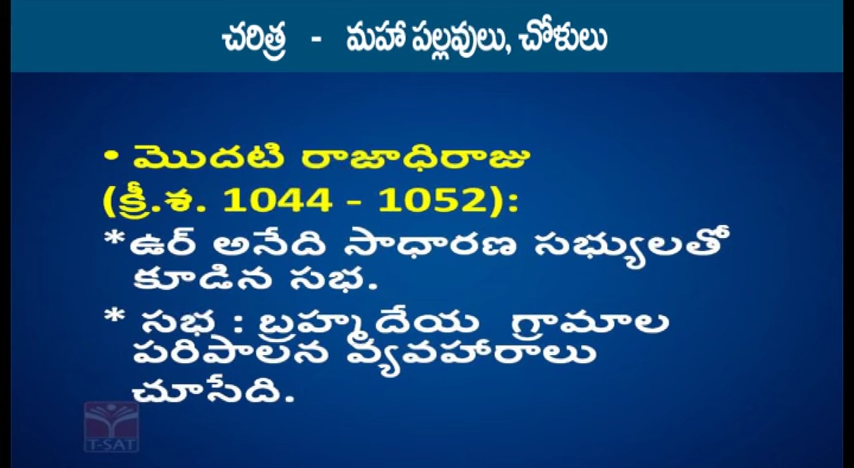 చరిత్ర - మహా పల్లవులు, చోళులు
• మొదటి రాజాధిరాజు
(క్రీ.శ. 1044 - 1052):
*ఉర్ అనేది సాధారణ సభ్యులతో
కూడిన సభ.
* సభ : బ్రహ్మదేయ గ్రామాల
పరిపాలన వ్యవహారాలు
చూసేది.
T-SAT